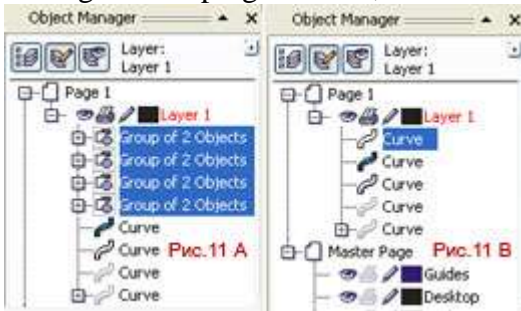 Object Manager
Layer:
Layer 1
Page 1
Layer 1
Group of 2 Objects
Group of 2 Objects
Group of 2 Objects
Group of 2 Objects
Curve
Curve Рис.11 А
Curve
Curve
Object Manager
Layer:
Layer 1
Page 1
Layer 1
Curve
Curve
Curve
Curve
Curve
Master Page Рис.11 В
Guides
Desktop